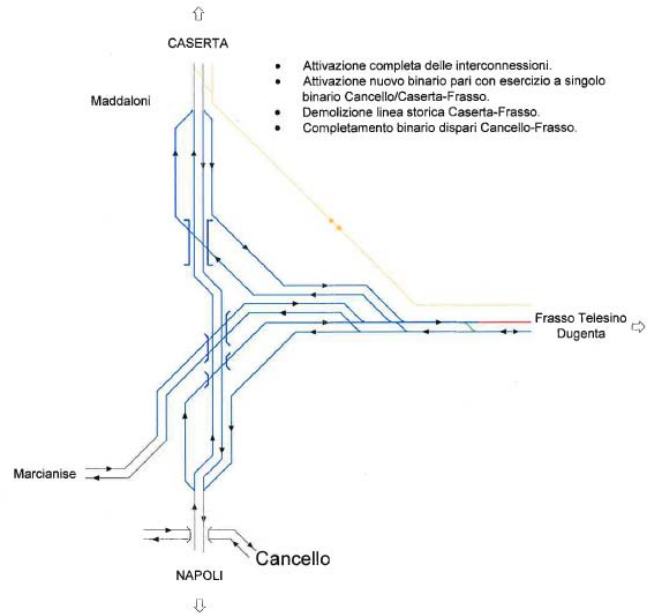 CASERTA
Maddaloni
• Attivazione completa delle interconnessioni.
• Attivazione nuovo binario pari con esercizio a singolo
binario Cancello/Caserta-Frasso.
• Demolizione linea storica Caserta-Frasso.
• Completamento binario dispari Cancello-Frasso.
Frasso Telesino
Dugenta
Marcianise
Cancello
NAPOLI